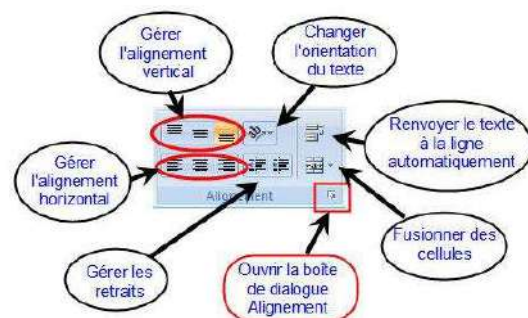 Gérer
l'alignement
vertical
Changer
l'orientation
du texte
Renvoyer le texte
à la ligne
automatiquement
Gérer
l'alignement
horizontal
Alignement
Fusionner des
cellules
Gérer les
retraits
Ouvrir la boîte
de dialogue
Alignement